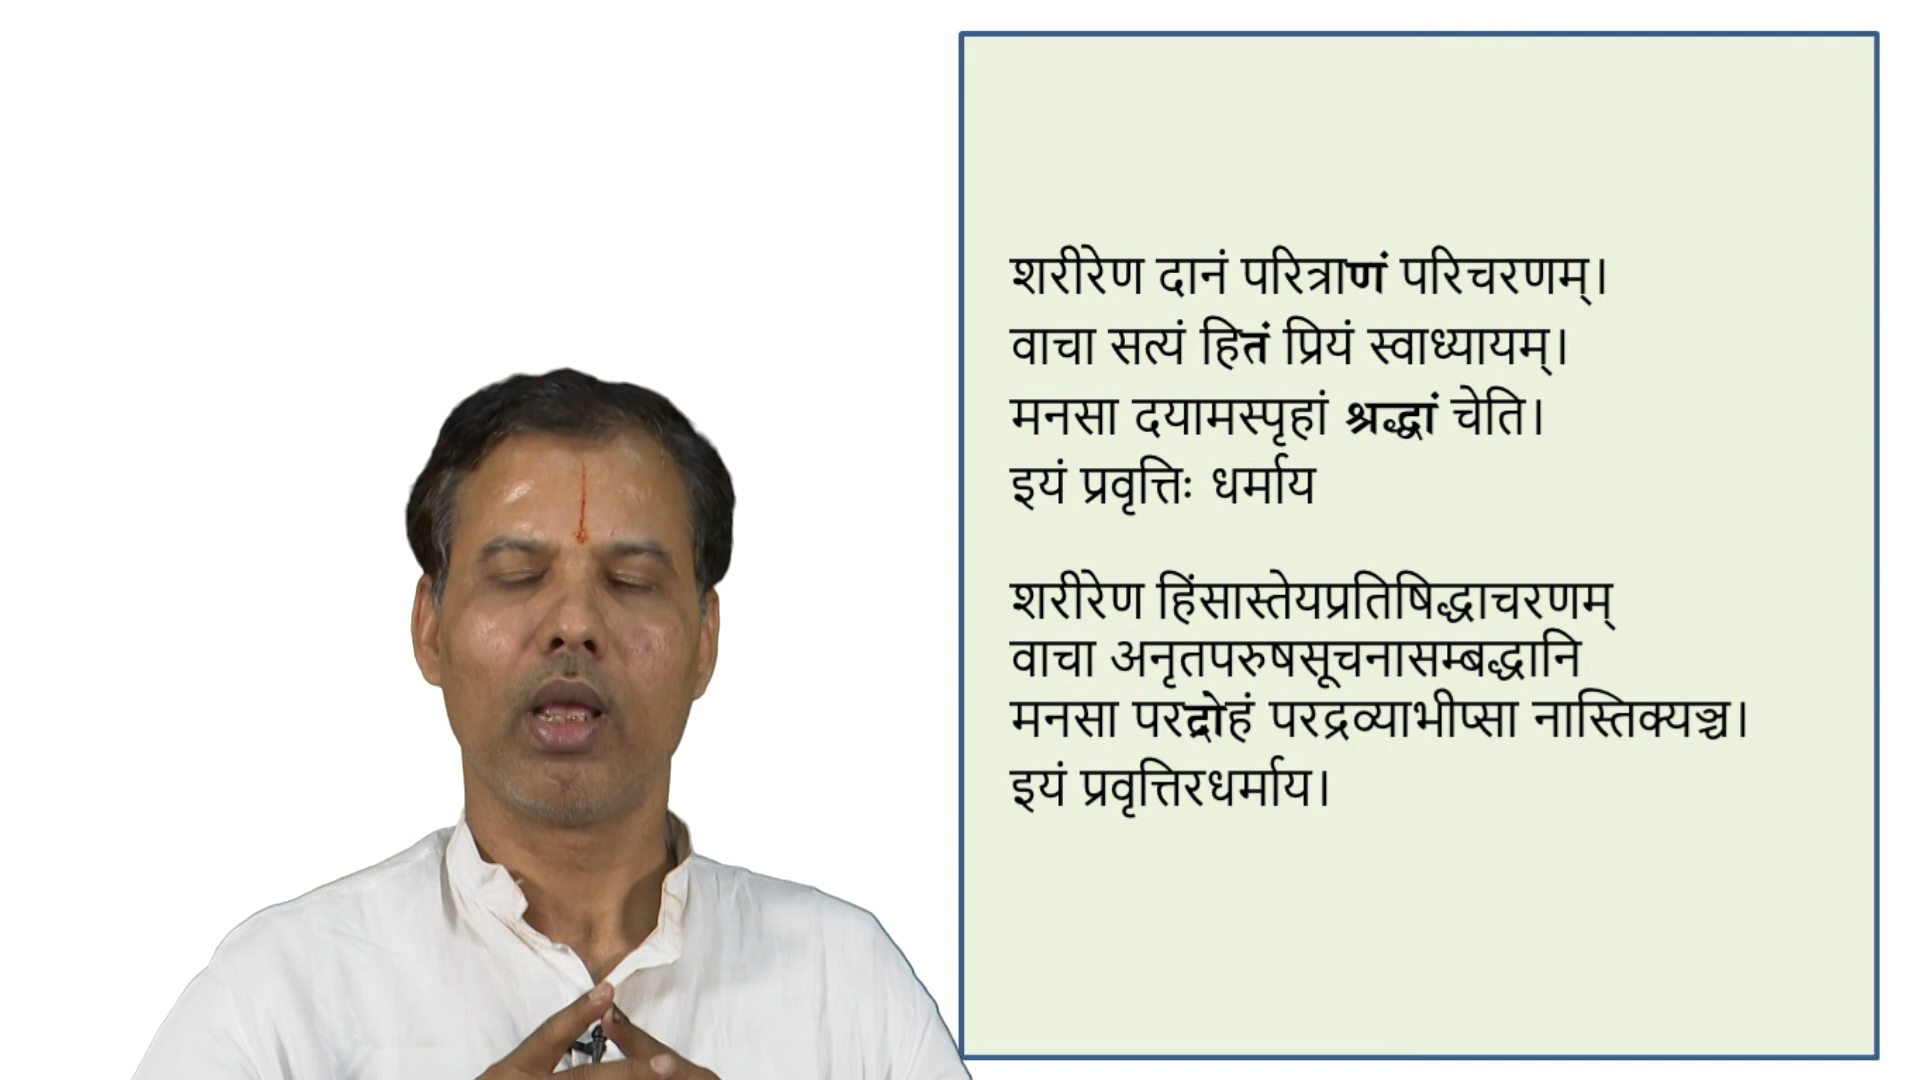 शरीरेण दानं परित्राणं परिचरणम्।
वाचा सत्यं हितं प्रियं स्वाध्यायम्।
मनसा दयामस्पृहां श्रद्धां चेति।
इयं प्रवृत्तिः धर्माय
शरीरेण हिंसास्तेयप्रतिषिद्धाचरणम्
वाचा अनृतपरुषसूचनासम्बद्धानि
मनसा परद्रोहं परद्रव्याभीप्सा नास्तिक्यञ्च।
इयं प्रवृत्तिरधर्माय।